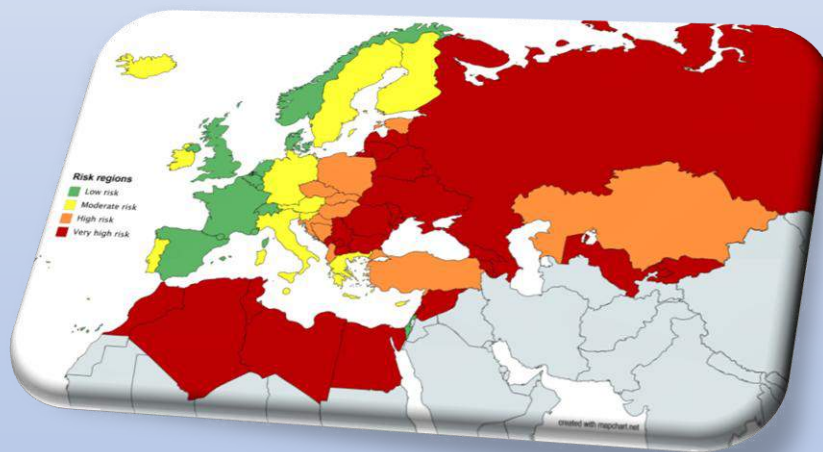 Risk regions
Low risk
Moderate risk
High risk
Very high risk
created with mapchart.net